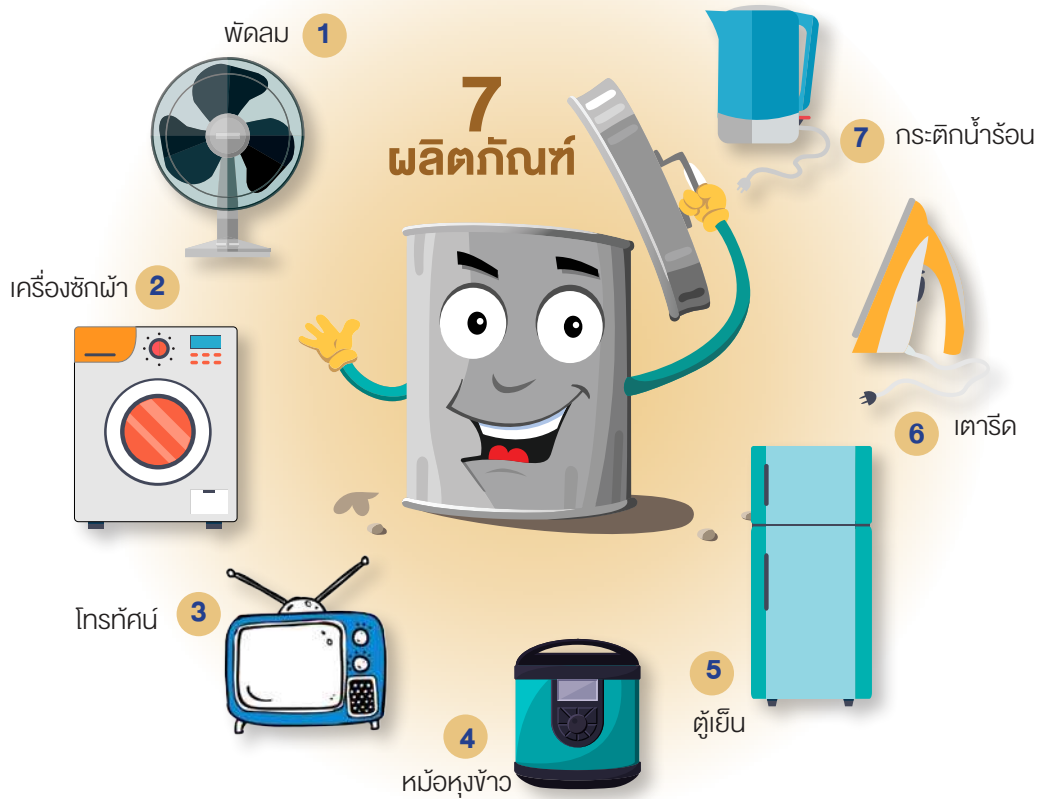 7
ผลิตภัณฑ์
พัดลม 1
เครื่องซักผ้า 2
โทรทัศน์ 3
4
หม้อหุงข้าว
5
ตู้เย็น
6 เตารีด
7 กระติกน้ำร้อน